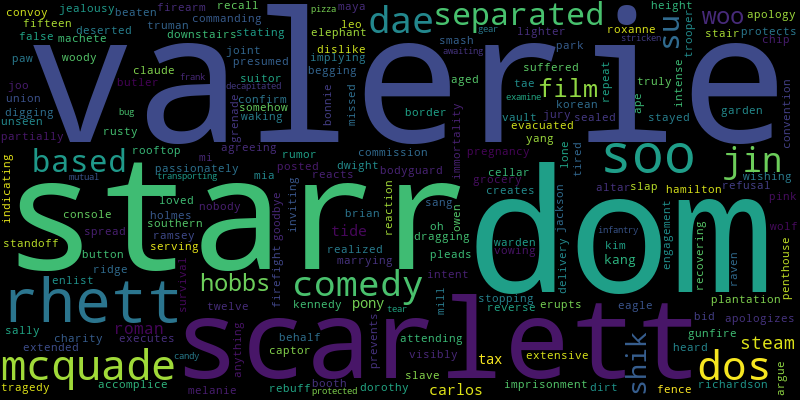 convoy jealousy beaten firearm recall pizza maya height apology
fifteen truman commanding leo dae separated woo
false deserted downstairs stating elephant su roxanne stair protects
machete smash lighter trooper chip
paw woody claude joint implying dislike park stricken
valerie
joo suitor presumed begging aged suffered film repeat truly intense
union butler frank decapitated gear awaiting
digging bug confirm bonnie missed border tae korean ape garden convention
unseen rusty somehow grenade waking vault examine jury sealed stayed
partially agreeing immortality evacuated yang
rooftop mi rumor commission pregnancy lone tired soo jin
indicating based passionately mia posted reacts dwight bodyguard cellar grocery wishing
mutual transporting
starr dom
console loved nobody inviting brian reaction sang owen creates altar slap hamilton refusal pink
spread holmes goodbye tide oh jackson infantry wolf
standoff southern ramsey serving realized dragging warden kim engagement recovering
button marrying pleads vowing kang raven penthouse
ridge survival hobbs firefight comedy intent delivery
enlist rhett kennedy pony tear mill stopping reverse erupts eagle plantation
sally roman twelve scarlett bid apologizes
charity executes anything behalf prevents attending gunfire
extended captor visibly tax extensive shik heard steam
mcquade candy slave dos
tragedy accomplice melanie rebuff booth protected dorothy carlos imprisonment dirt fence richardson argue